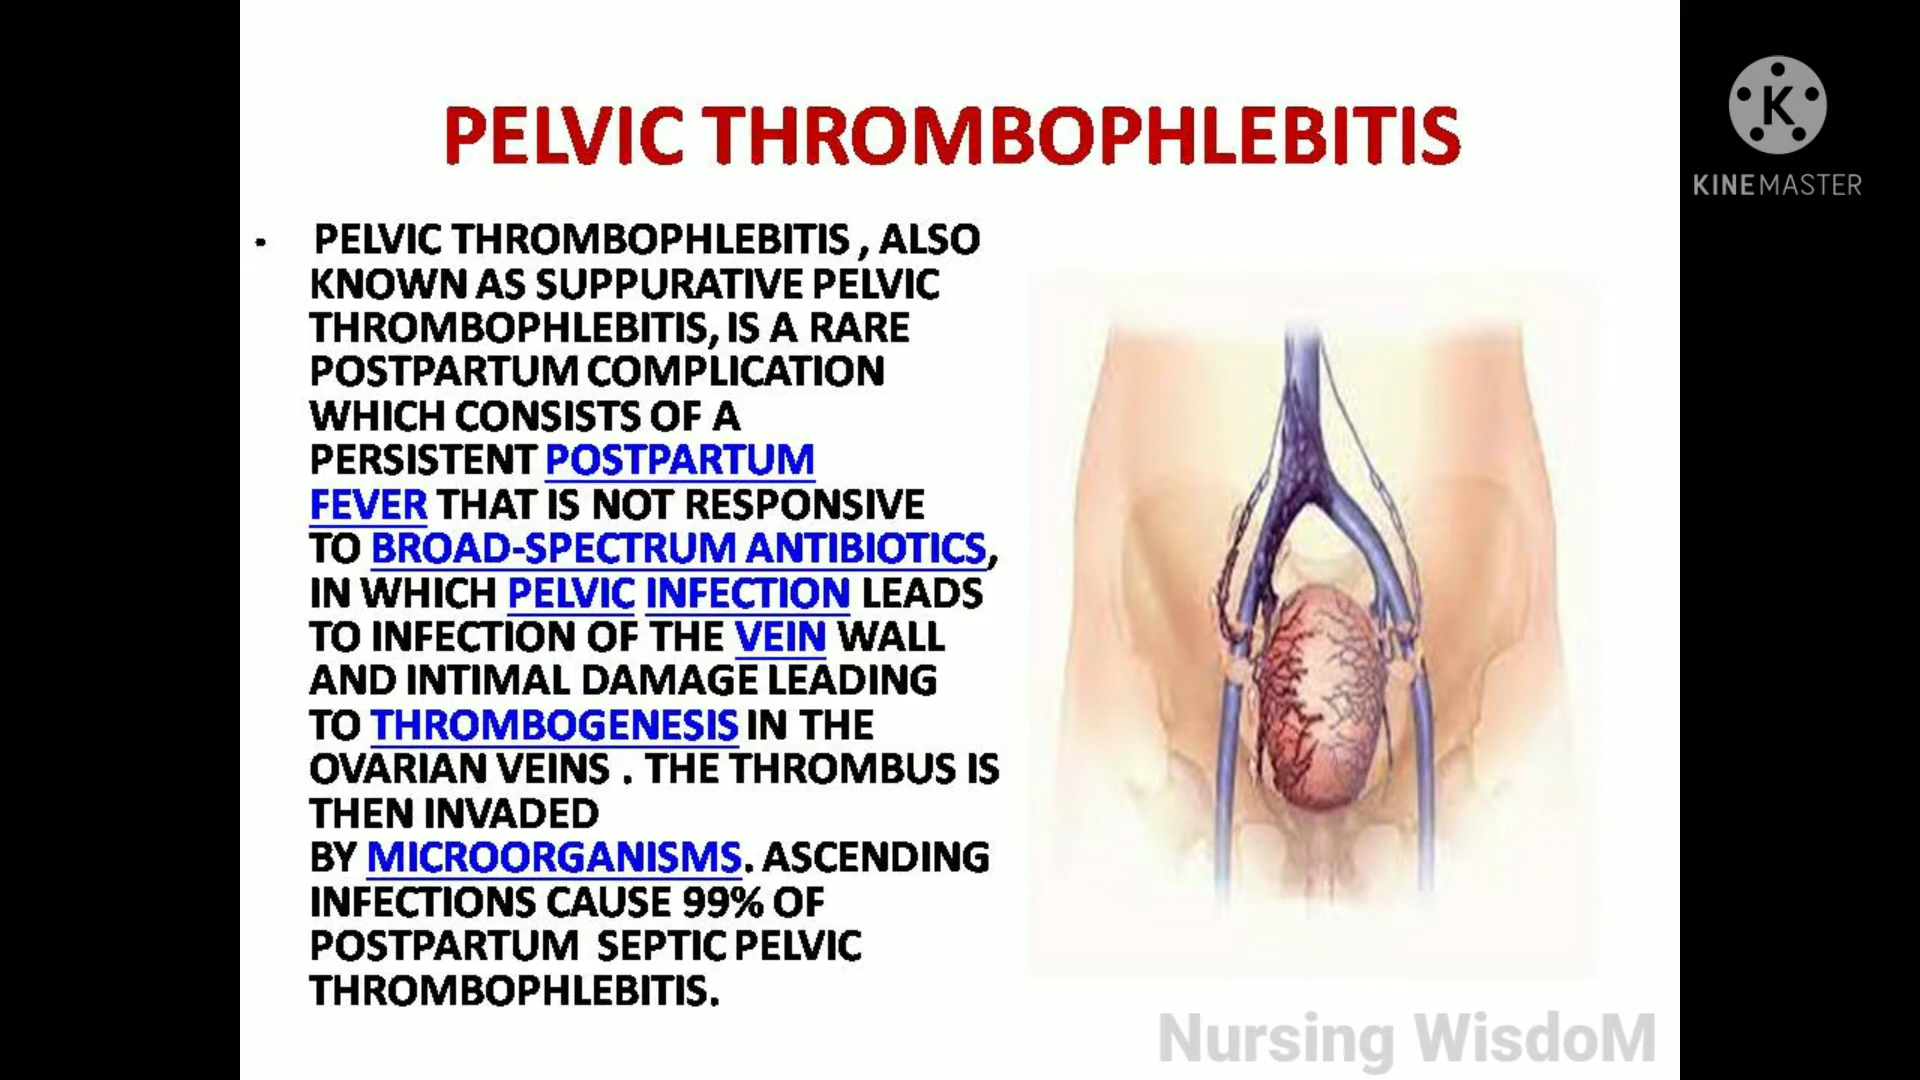 PELVIC THROMBOPHLEBITIS
• PELVIC THROMBOPHLEBITIS , ALSO
KNOWN AS SUPPURATIVE PELVIC
THROMBOPHLEBITIS, IS A RARE
POSTPARTUM COMPLICATION
WHICH CONSISTS OF A
PERSISTENT POSTPARTUM
FEVER THAT IS NOT RESPONSIVE
TO BROAD-SPECTRUM ANTIBIOTICS,
IN WHICH PELVIC INFECTION LEADS
TO INFECTION OF THE VEIN WALL
AND INTIMAL DAMAGE LEADING
TO THROMBOGENESIS IN THE
OVARIAN VEINS . THE THROMBUS IS
THEN INVADED
BY MICROORGANISMS. ASCENDING
INFECTIONS CAUSE 99% OF
POSTPARTUM SEPTIC PELVIC
THROMBOPHLEBITIS.
K
KINEMASTER
Nursing WisdoM